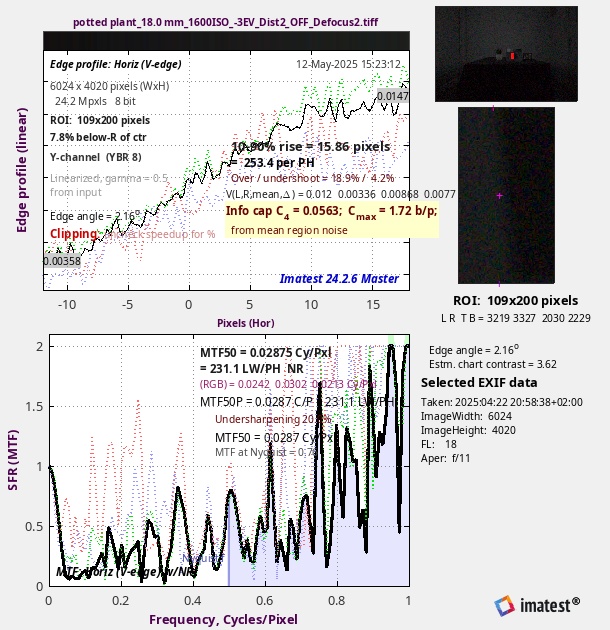 potted plant_18.0 mm_1600ISO_-3EV_Dist2_OFF_Defocus2.tiff
Edge profile: Horiz (V-edge)
12-May-2025 15:23:12
6024 x 4020 pixels (WxH)
24.2 Mpxls   8 bit
0.0147
ROI:  109x200 pixels
7.8% below-R of ctr
10-90% rise = 15.86 pixels
Y-channel  (YBR 8)
= 253.4 per PH
Linearized, gamma = 0.5
Over / undershoot = 18.9% /  4.2%
from input
V(L,R,mean,Δ) = 0.012  0.00336  0.00868  0.0077
Edge angle = 2.16°
Info cap C4 = 0.0563;  Cmax = 1.72 b/p;
Clipping
speedup for %
from mean region noise
0.00358
Imatest 24.2.6 Master
Edge profile (linear)
-10 -5 0 5 10 15
Pixels (Hor)
ROI:  109x200 pixels
L R  T B = 3219 3327  2030 2229
Edge angle = 2.16°
Estm. chart contrast = 3.62
Selected EXIF data
Taken: 2025:04:22 20:58:38+02:00
ImageWidth:  6024
ImageHeight:  4020
FL:   18
Aper:  f/11
MTF50 = 0.02875 Cy/Pxl
= 231.1 LW/PH  NR
(RGB) = 0.0242  0.0302  0.0213 Cy/Pxl
MTF50P = 0.0287 C/P = 231.1 LW/PH
Undersharpening
MTF50 = 0.0287 Cy/Pxl
MTF at Nyquist =
Nyquist
MTF: Horiz (V-edge) w/NR
SFR (MTF)
2
1.5
1
0.5
0
0 0.2 0.4 0.6 0.8 1
Frequency, Cycles/Pixel
imatest®